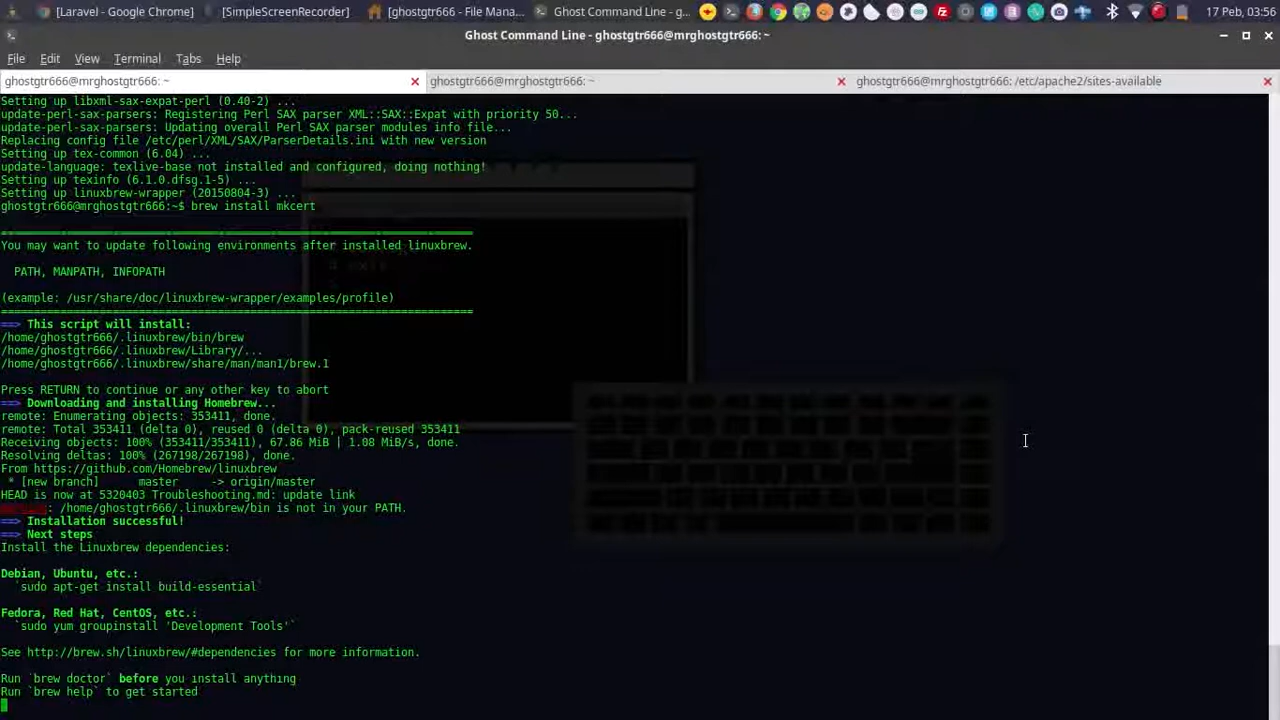 [Laravel - Google Chrome]
[SimpleScreenRecorder]
[ghostgtr666 - File Mana...
Ghost Command Line - g...
17 Peb, 03:56
Ghost Command Line - ghostgtr666@mrghostgtr666: ~
File Edit View Terminal Tabs Help
ghostgtr666@mrghostgtr666: ~
ghostgtr666@mrghostgtr666: ~
ghostgtr666@mrghostgtr666: /etc/apache2/sites-available
Setting up libxml-sax-expat-perl (0.40-2) ...
update-perl-sax-parsers: Registering Perl SAX parser XML::SAX::Expat with priority 50...
update-perl-sax-parsers: Updating overall Perl SAX parser modules info file...
Replacing config file /etc/perl/XML/SAX/ParserDetails.ini with new version
Setting up tex-common (6.04) ...
update-language: texlive-base not installed and configured, doing nothing!
Setting up texinfo (6.1.0.dfsg.1-5) ...
Setting up linuxbrew-wrapper (20150804-3) ...
ghostgtr666@mrghostgtr666:~$ brew install mkcert
========================================================================
You may want to update following environments after installed linuxbrew.
PATH, MANPATH, INFOPATH
(example: /usr/share/doc/linuxbrew-wrapper/examples/profile)
========================================================================
==> This script will install:
/home/ghostgtr666/.linuxbrew/bin/brew
/home/ghostgtr666/.linuxbrew/Library/...
/home/ghostgtr666/.linuxbrew/share/man/man1/brew.1
Press RETURN to continue or any other key to abort
==> Downloading and installing Homebrew...
remote: Enumerating objects: 353411, done.
remote: Total 353411 (delta 0), reused 0 (delta 0), pack-reused 353411
Receiving objects: 100% (353411/353411), 67.86 MiB | 1.08 MiB/s, done.
Resolving deltas: 100% (267198/267198), done.
From https://github.com/Homebrew/linuxbrew
* [new branch] master -> origin/master
HEAD is now at 5320403 Troubleshooting.md: update link
: /home/ghostgtr666/.linuxbrew/bin is not in your PATH.
==> Installation successful!
==> Next steps
Install the Linuxbrew dependencies:
Debian, Ubuntu, etc.:
`sudo apt-get install build-essential`
Fedora, Red Hat, CentOS, etc.:
`sudo yum groupinstall 'Development Tools'`
See http://brew.sh/linuxbrew/#dependencies for more information.
Run `brew doctor` before you install anything
Run `brew help` to get started